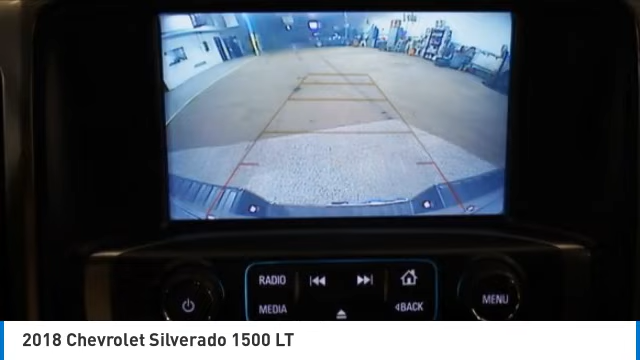 RADIO
MEDIA
BACK
MENU
2018 Chevrolet Silverado 1500 LT